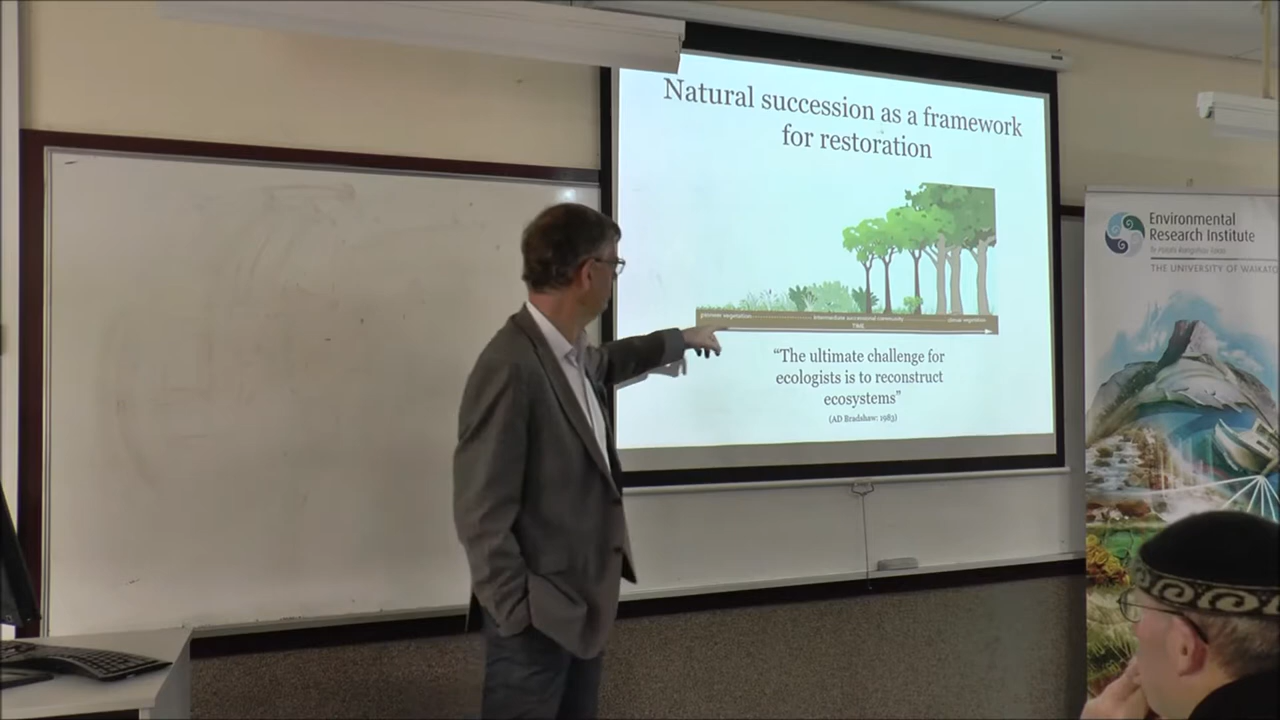 Natural succession as a framework
for restoration
pioneer vegetation
intermediate successional community
climax vegetation
TIME
“The ultimate challenge for
ecologists is to reconstruct
ecosystems”
(AD Bradshaw: 1983)
Environmental
Research Institute
THE UNIVERSITY OF WAIKATO